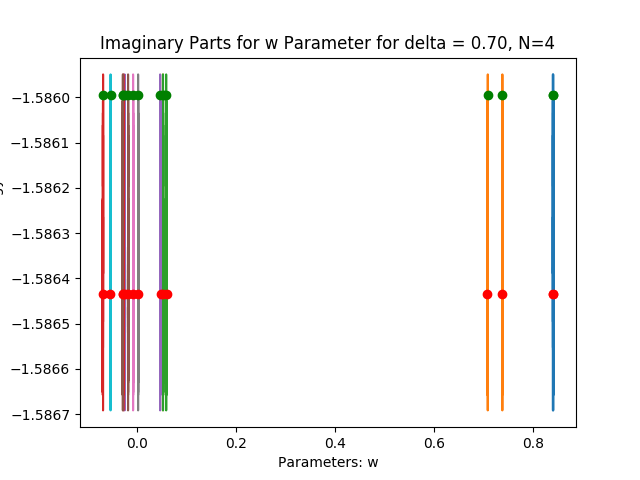 Imaginary Parts for w Parameter for delta = 0.70, N=4
−1.5860
−1.5861
−1.5862
−1.5863
−1.5864
−1.5865
−1.5866
−1.5867
0.0 0.2 0.4 0.6 0.8
Parameters: w